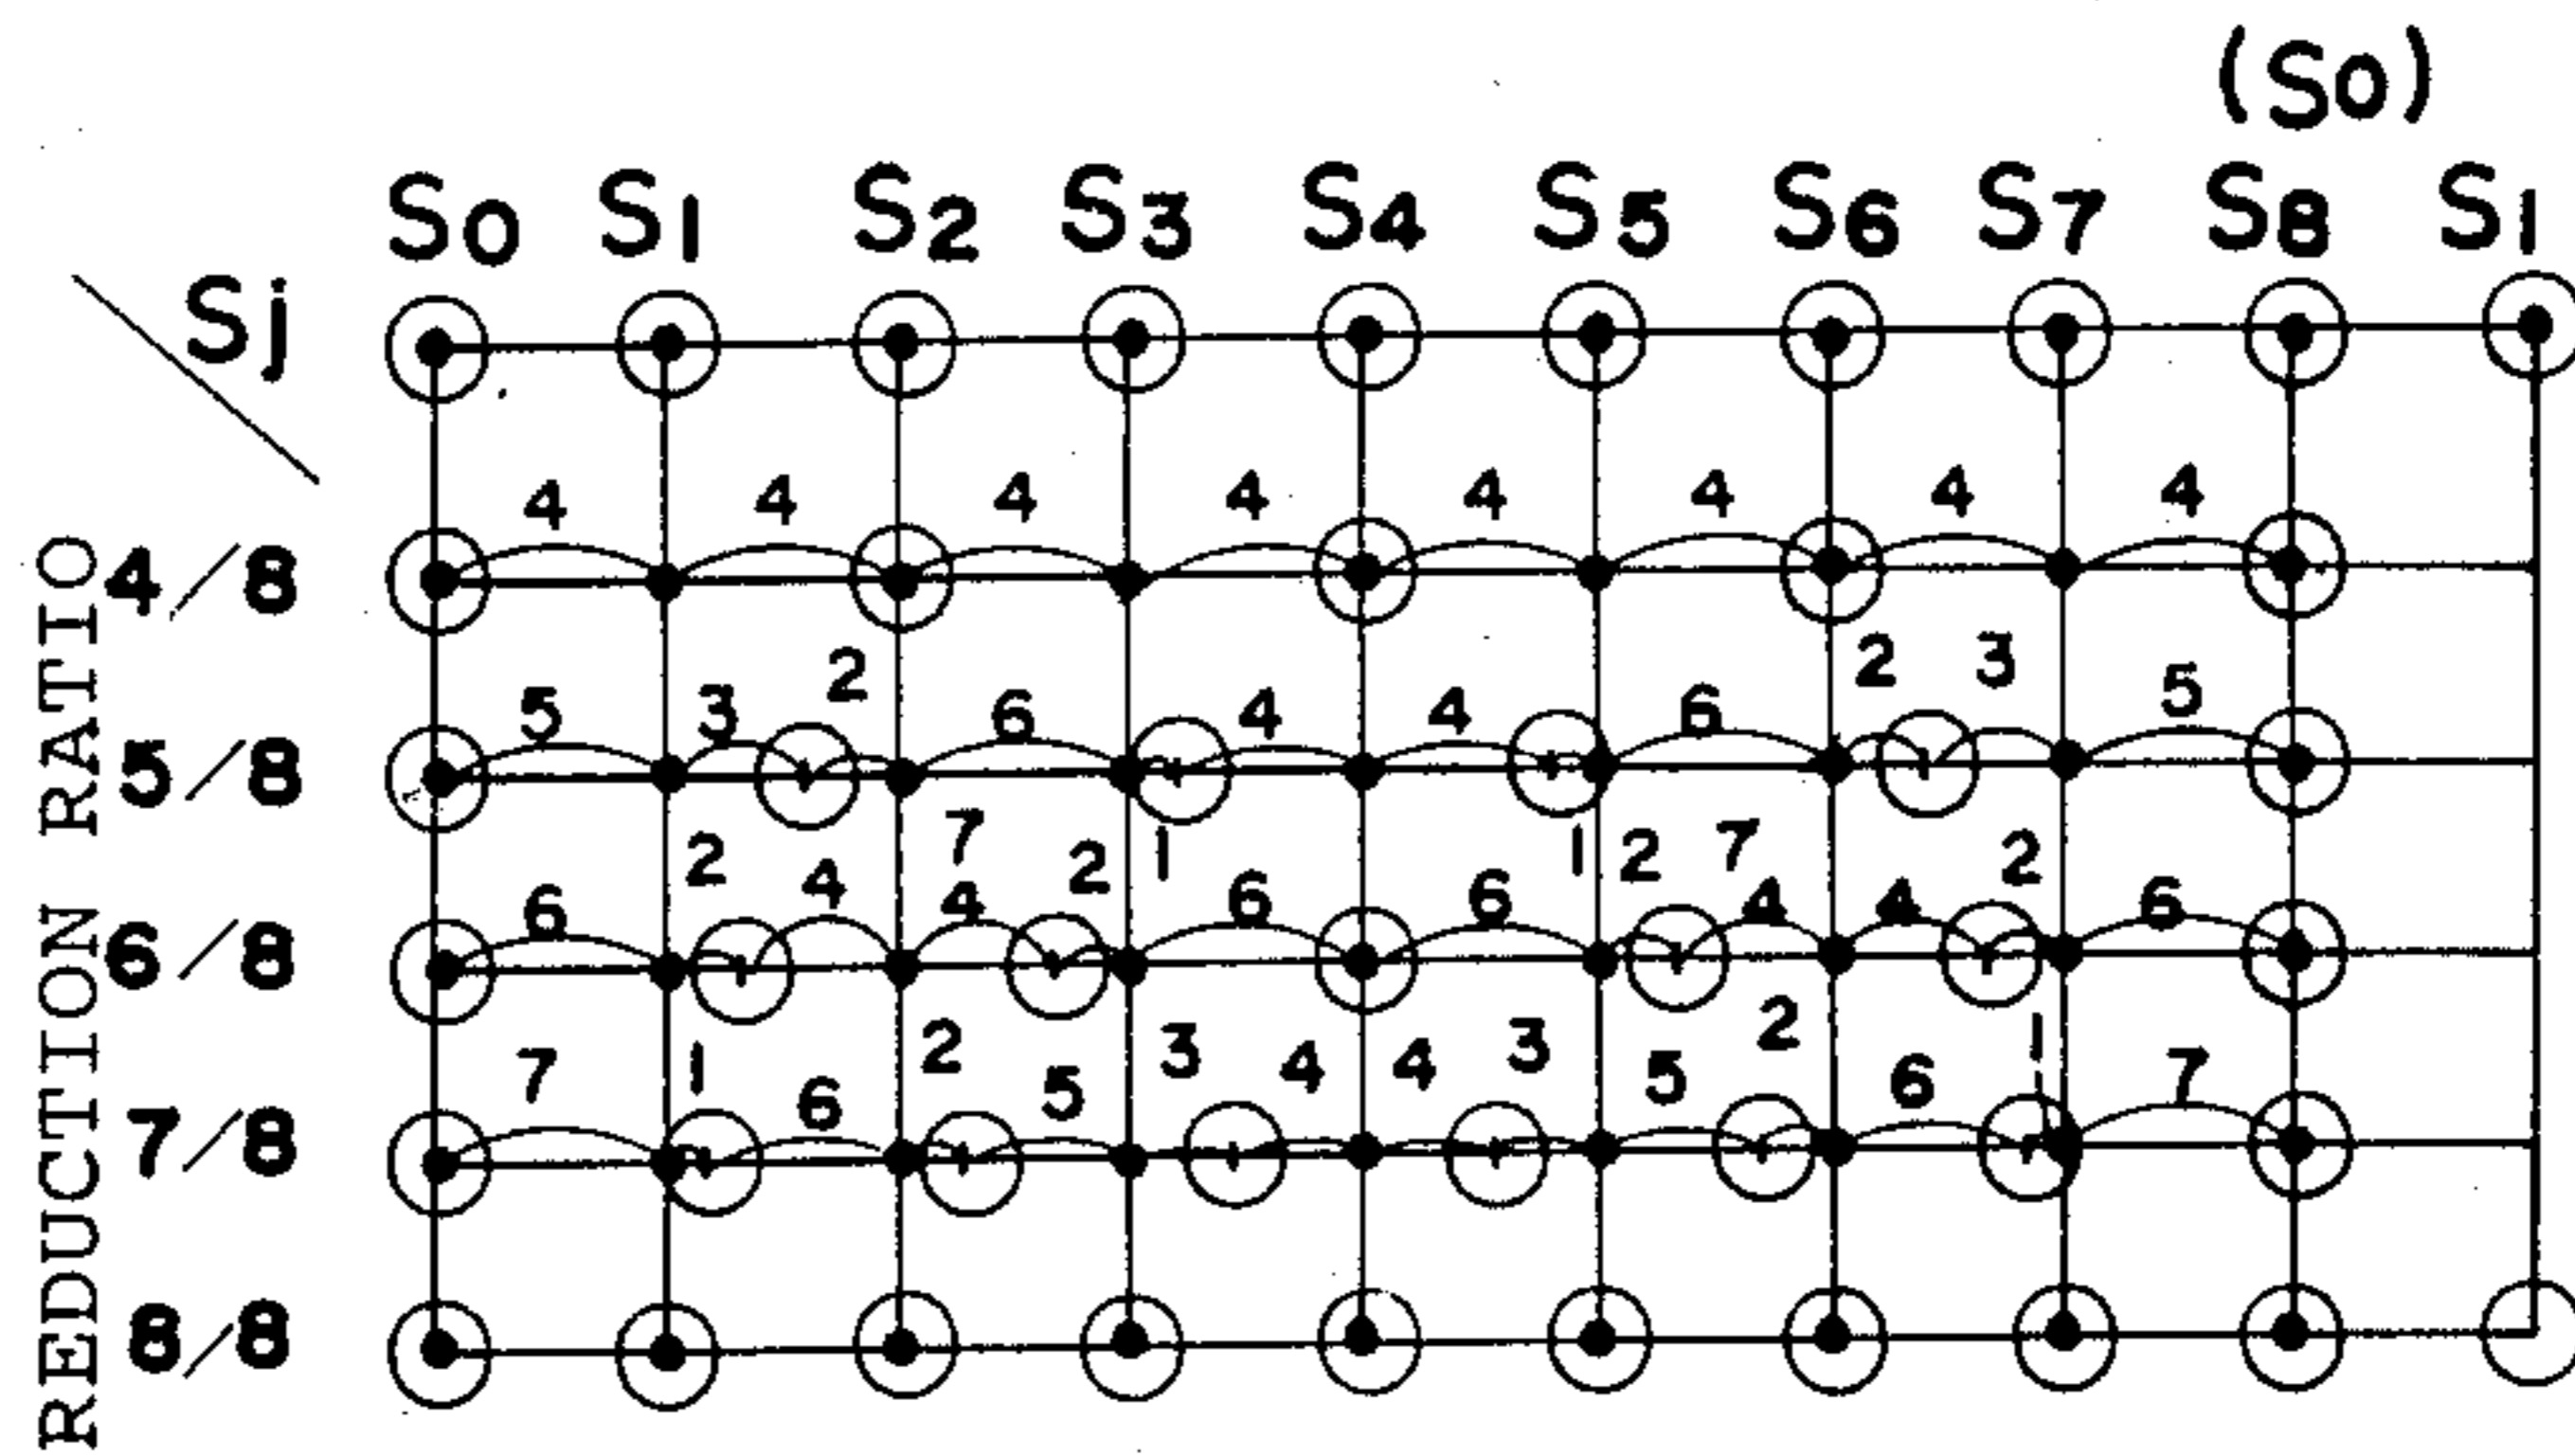 (S0)
S0 S1 S2 S3 S4 S5 S6 S7 S8 S1
Sj
REDUCTION RATIO
4 4 4 4 4 4 4 4
4/8
2 2 3
5 3 6 4 4 6 5
5/8
7 1 1 7
2 2 2 2
6 4 4 6 6 4 4 6
6/8
2 3 3 2 1
7 1 6 5 4 4 5 6 7
7/8
8/8